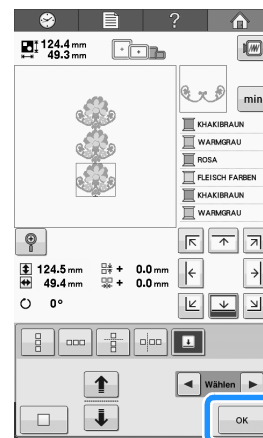 ?
124.4 mm
49.3 mm
min
KHAKIBRAUN
WARMGRAU
ROSA
FLEISCH FARBEN
KHAKIBRAUN
WARMGRAU
124.5 mm + 0.0 mm
49.4 mm + 0.0 mm
0°
Wählen
OK